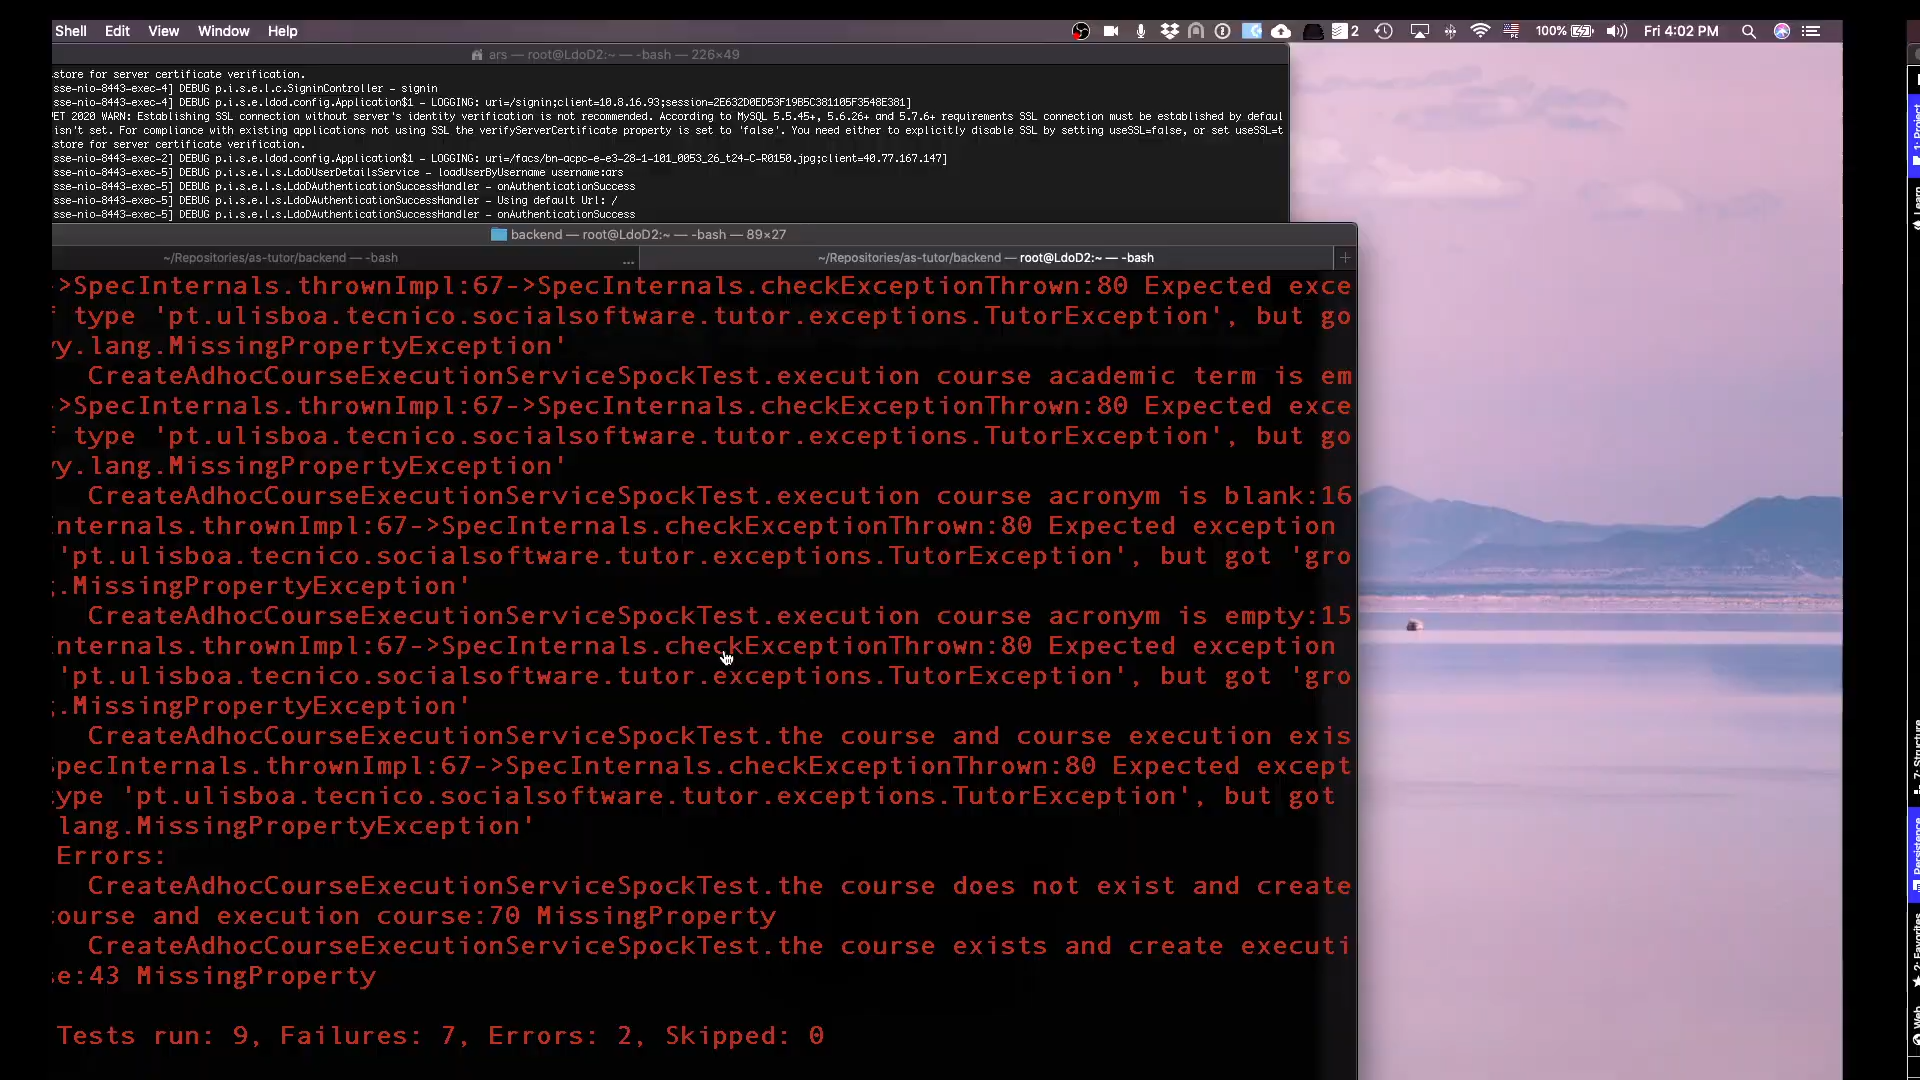 Shell Edit View Window Help 2 100% Fri 4:02 PM
ars — root@LdoD2:~ — -bash — 226×49
store for server certificate verification.
sse-nio-8443-exec-4] DEBUG p.i.s.e.l.c.SigninController - signin
sse-nio-8443-exec-4] DEBUG p.i.s.e.ldod.config.Application$1 - LOGGING: uri=/signin;client=10.8.16.93;session=2E632D0ED53F19B5C381105F3548E381]
ET 2020 WARN: Establishing SSL connection without server's identity verification is not recommended. According to MySQL 5.5.45+, 5.6.26+ and 5.7.6+ requirements SSL connection must be established by defaul
isn't set. For compliance with existing applications not using SSL the verifyServerCertificate property is set to 'false'. You need either to explicitly disable SSL by setting useSSL=false, or set useSSL=t
store for server certificate verification.
sse-nio-8443-exec-2] DEBUG p.i.s.e.ldod.config.Application$1 - LOGGING: uri=/facs/bn-acpc-e-e3-28-1-101_0053_26_t24-C-R0150.jpg;client=40.77.167.147]
sse-nio-8443-exec-5] DEBUG p.i.s.e.l.s.LdoDUserDetailsService - loadUserByUsername username:ars
sse-nio-8443-exec-5] DEBUG p.i.s.e.l.s.LdoDAuthenticationSuccessHandler - onAuthenticationSuccess
sse-nio-8443-exec-5] DEBUG p.i.s.e.l.s.LdoDAuthenticationSuccessHandler - Using default Url: /
sse-nio-8443-exec-5] DEBUG p.i.s.e.l.s.LdoDAuthenticationSuccessHandler - onAuthenticationSuccess
backend — root@LdoD2:~ — -bash — 89×27
~/Repositories/as-tutor/backend — -bash ... ~/Repositories/as-tutor/backend — root@LdoD2:~ — -bash +
->SpecInternals.thrownImpl:67->SpecInternals.checkExceptionThrown:80 Expected exce
f type 'pt.ulisboa.tecnico.socialsoftware.tutor.exceptions.TutorException', but go
vy.lang.MissingPropertyException'
CreateAdhocCourseExecutionServiceSpockTest.execution course academic term is em
->SpecInternals.thrownImpl:67->SpecInternals.checkExceptionThrown:80 Expected exce
f type 'pt.ulisboa.tecnico.socialsoftware.tutor.exceptions.TutorException', but go
vy.lang.MissingPropertyException'
CreateAdhocCourseExecutionServiceSpockTest.execution course acronym is blank:16
Internals.thrownImpl:67->SpecInternals.checkExceptionThrown:80 Expected exception
'pt.ulisboa.tecnico.socialsoftware.tutor.exceptions.TutorException', but got 'gro
.MissingPropertyException'
CreateAdhocCourseExecutionServiceSpockTest.execution course acronym is empty:15
Internals.thrownImpl:67->SpecInternals.checkExceptionThrown:80 Expected exception
'pt.ulisboa.tecnico.socialsoftware.tutor.exceptions.TutorException', but got 'gro
.MissingPropertyException'
CreateAdhocCourseExecutionServiceSpockTest.the course and course execution exis
SpecInternals.thrownImpl:67->SpecInternals.checkExceptionThrown:80 Expected except
type 'pt.ulisboa.tecnico.socialsoftware.tutor.exceptions.TutorException', but got
lang.MissingPropertyException'
Errors:
CreateAdhocCourseExecutionServiceSpockTest.the course does not exist and create
course and execution course:70 MissingProperty
CreateAdhocCourseExecutionServiceSpockTest.the course exists and create executi
se:43 MissingProperty
Tests run: 9, Failures: 7, Errors: 2, Skipped: 0
1: Project
Learn
7: Structure
Persistence
2: Favorites
Web